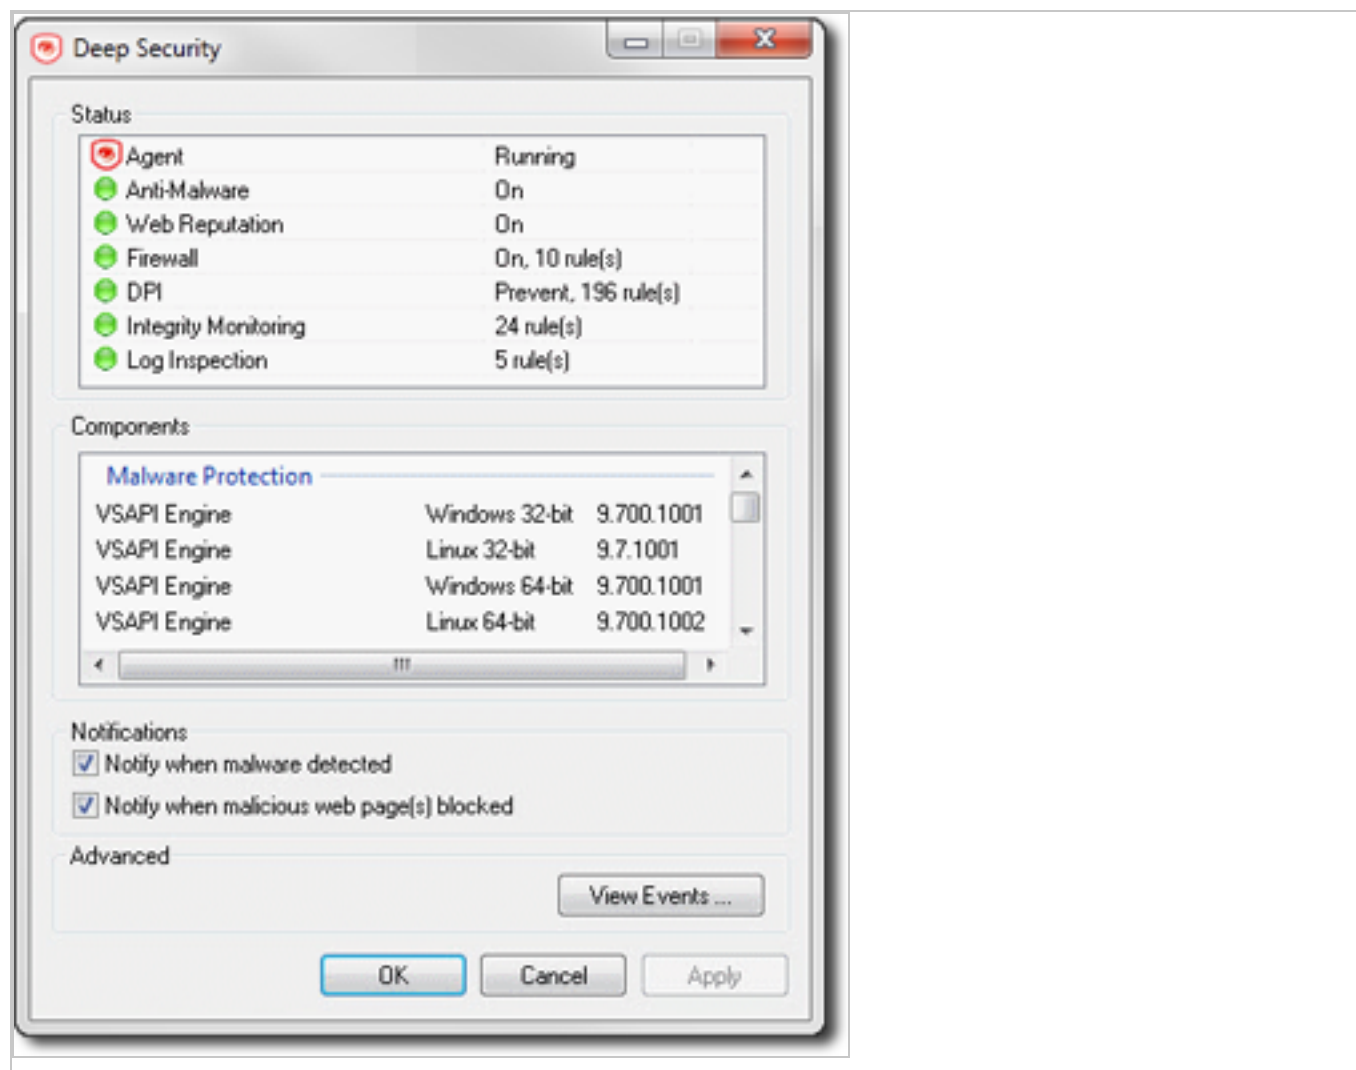 Deep Security
Status
Agent Running
Anti-Malware On
Web Reputation On
Firewall On, 10 rule(s)
DPI Prevent, 196 rule(s)
Integrity Monitoring 24 rule(s)
Log Inspection 5 rule(s)
Components
Malware Protection
VSAPI Engine Windows 32-bit 9.700.1001
VSAPI Engine Linux 32-bit 9.7.1001
VSAPI Engine Windows 64-bit 9.700.1001
VSAPI Engine Linux 64-bit 9.700.1002
Notifications
Notify when malware detected
Notify when malicious web page(s) blocked
Advanced
View Events ...
OK Cancel Apply